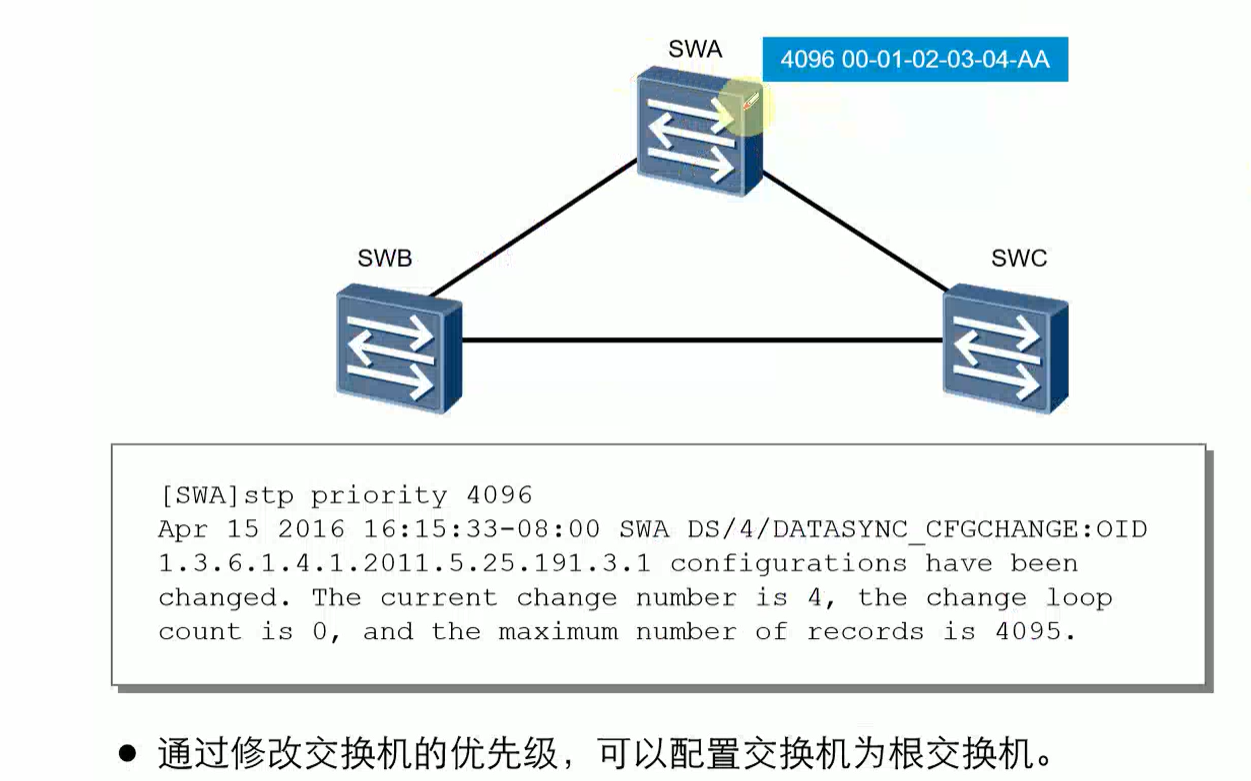 SWA
4096 00-01-02-03-04-AA
SWB
SWC
[SWA]stp priority 4096
Apr 15 2016 16:15:33-08:00 SWA DS/4/DATASYNC_CFGCHANGE:OID
1.3.6.1.4.1.2011.5.25.191.3.1 configurations have been
changed. The current change number is 4, the change loop
count is 0, and the maximum number of records is 4095.
● 通过修改交换机的优先级，可以配置交换机为根交换机。